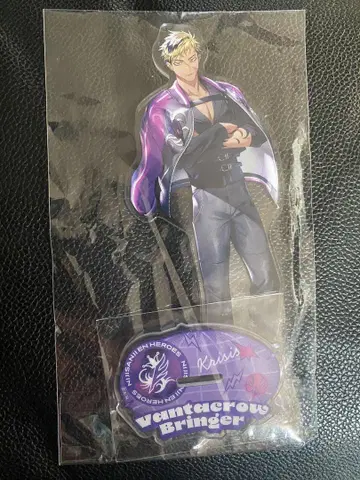 NIJISANJI EN HEROES
Krisis
Vantacrow
Bringer